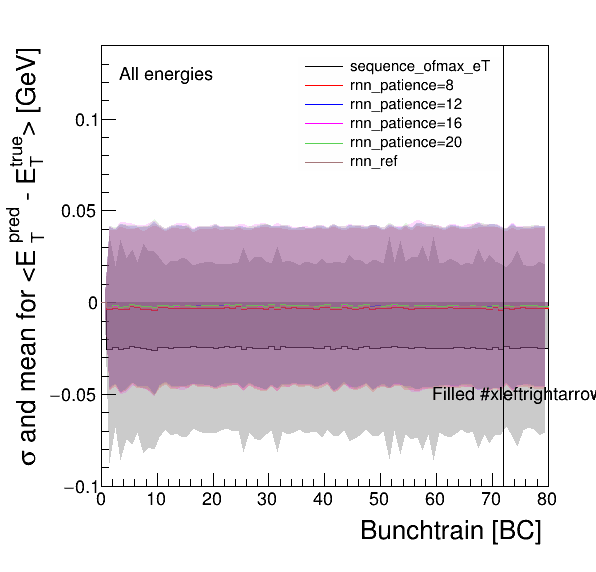 σ and mean for <E_T^pred - E_T^true> [GeV]
All energies
sequence_ofmax_eT
rnn_patience=8
rnn_patience=12
rnn_patience=16
rnn_patience=20
rnn_ref
0.1
0.05
0
−0.05
−0.1
Filled #xleftrightarrow
0 10 20 30 40 50 60 70 80
Bunchtrain [BC]